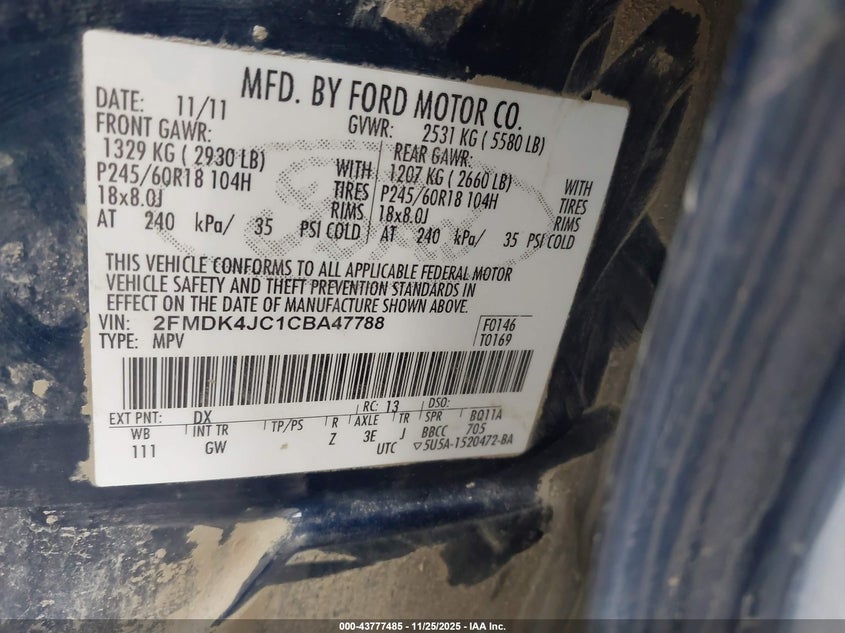 MFD. BY FORD MOTOR CO.
DATE: 11/11 GVWR: 2531 KG ( 5580 LB)
FRONT GAWR: REAR GAWR:
1329 KG ( 2930 LB) WITH 1207 KG ( 2660 LB) WITH
P245/60R18 104H TIRES P245/60R18 104H TIRES
18x8.0J RIMS 18x8.0J RIMS
AT 240 kPa/ 35 PSI COLD AT 240 kPa/ 35 PSI COLD
THIS VEHICLE CONFORMS TO ALL APPLICABLE FEDERAL MOTOR
VEHICLE SAFETY AND THEFT PREVENTION STANDARDS IN
EFFECT ON THE DATE OF MANUFACTURE SHOWN ABOVE.
VIN: 2FMDK4JC1CBA47788 F0146
TYPE: MPV T0169
EXT PNT: DX RC: 13 DSO:
WB INT TR TP/PS R AXLE TR SPR BQ11A
111 GW Z 3E J BBCC 705
UTC ▽5U5A-1520472-BA
000-43777485 - 11/25/2025 - IAA Inc.